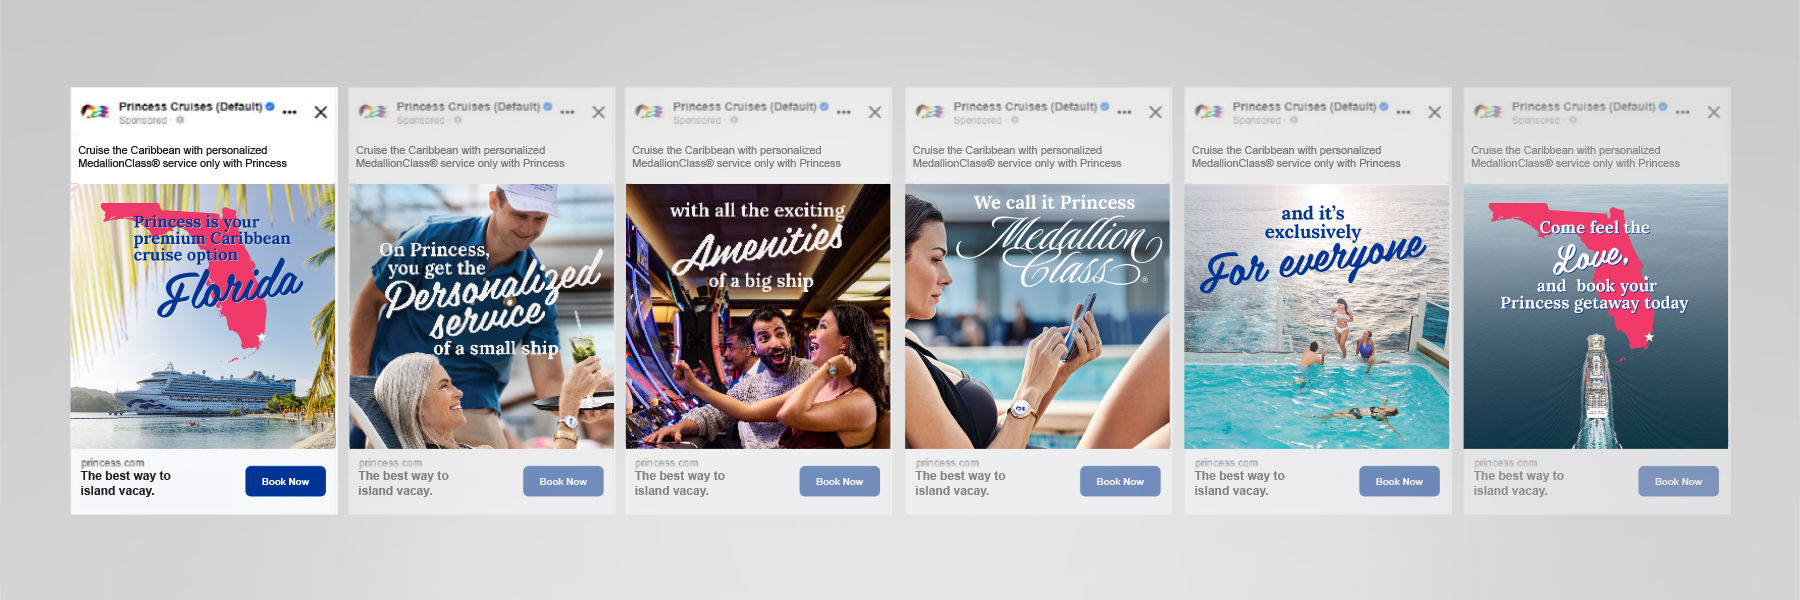 Princess Cruises (Default)
Sponsored ·
Cruise the Caribbean with personalized
MedallionClass® service only with Princess
Princess is your
premium Caribbean
cruise option
Florida
princess.com
The best way to
island vacay.
Book Now
Princess Cruises (Default)
Sponsored ·
Cruise the Caribbean with personalized
MedallionClass® service only with Princess
On Princess,
you get the
Personalized
service
of a small ship
princess.com
The best way to
island vacay.
Book Now
Princess Cruises (Default)
Sponsored ·
Cruise the Caribbean with personalized
MedallionClass® service only with Princess
with all the exciting
Amenities
of a big ship
princess.com
The best way to
island vacay.
Book Now
Princess Cruises (Default)
Sponsored ·
Cruise the Caribbean with personalized
MedallionClass® service only with Princess
We call it Princess
Medallion
Class®
princess.com
The best way to
island vacay.
Book Now
Princess Cruises (Default)
Sponsored ·
Cruise the Caribbean with personalized
MedallionClass® service only with Princess
and it's
exclusively
For everyone
princess.com
The best way to
island vacay.
Book Now
Princess Cruises (Default)
Sponsored ·
Cruise the Caribbean with personalized
MedallionClass® service only with Princess
Come feel the
Love,
and book your
Princess getaway today
princess.com
The best way to
island vacay.
Book Now